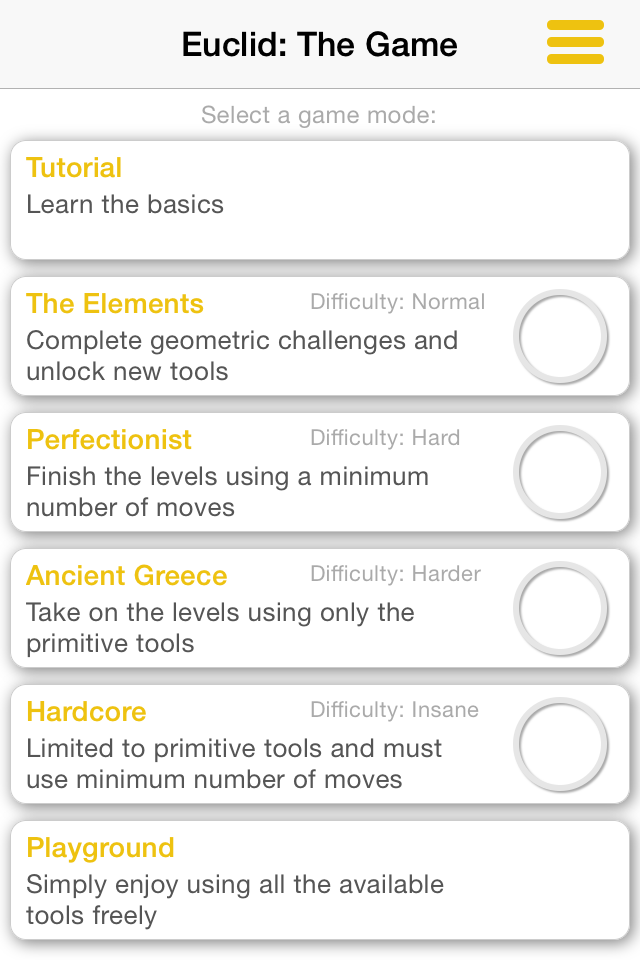 Euclid: The Game
Select a game mode:
Tutorial
Learn the basics
The Elements
Difficulty: Normal
Complete geometric challenges and
unlock new tools
Perfectionist
Difficulty: Hard
Finish the levels using a minimum
number of moves
Ancient Greece
Difficulty: Harder
Take on the levels using only the
primitive tools
Hardcore
Difficulty: Insane
Limited to primitive tools and must
use minimum number of moves
Playground
Simply enjoy using all the available
tools freely